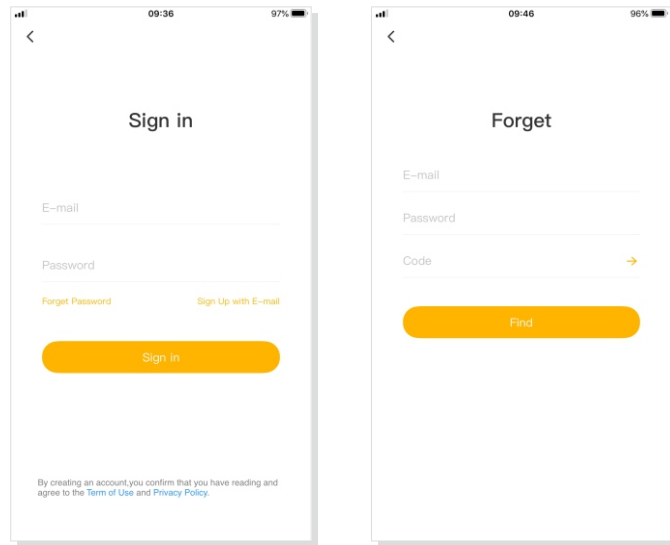 09:36
97%
Sign in
E-mail
Password
Forget Password
Sign Up with E-mail
Sign in
By creating an account,you confirm that you have reading and
agree to the Term of Use and Privacy Policy.
09:46
96%
Forget
E-mail
Password
Code
Find